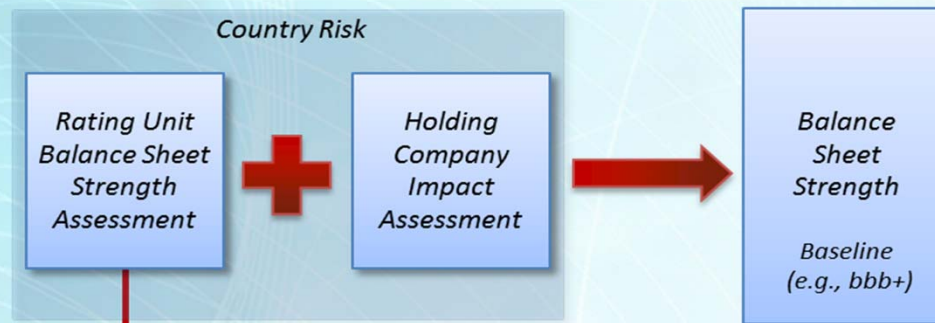 Country Risk
Rating Unit
Balance Sheet
Strength
Assessment
Holding
Company
Impact
Assessment
Balance
Sheet
Strength
Baseline
(e.g., bbb+)